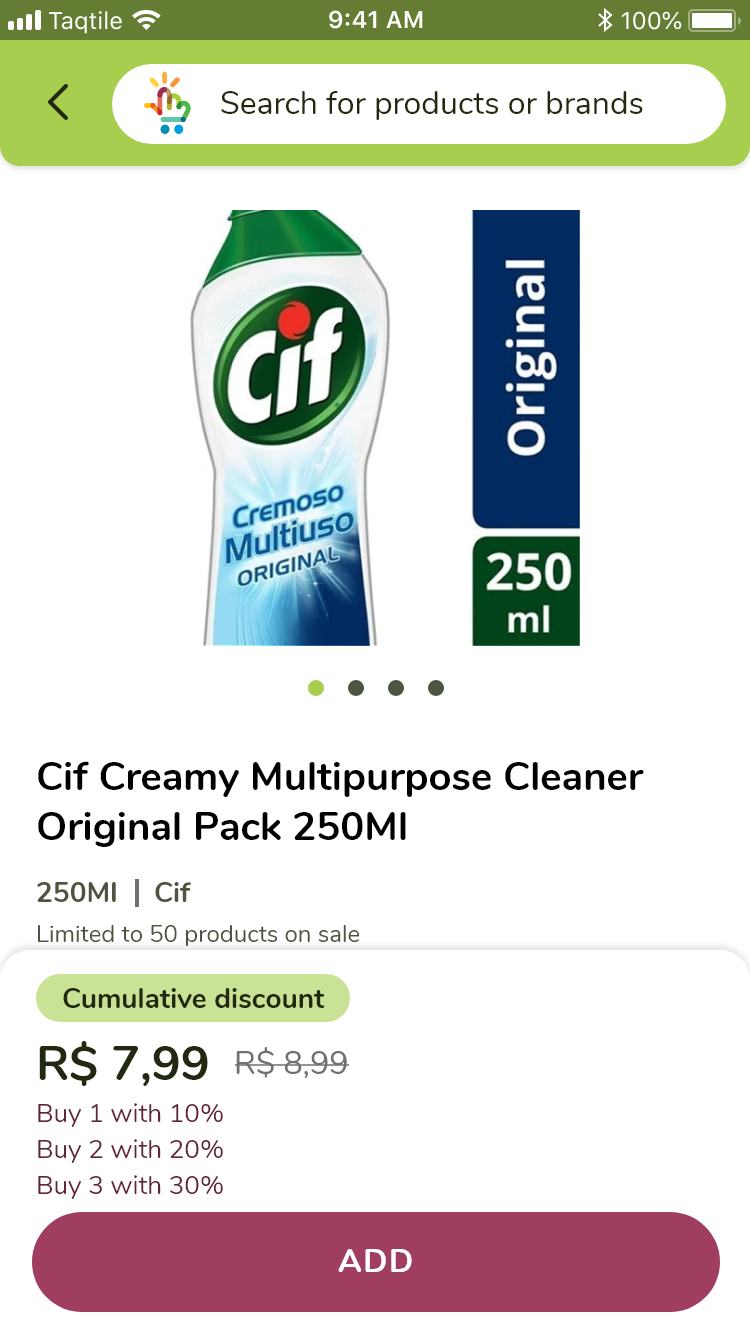 Taqtile 9:41 AM 100%
Search for products or brands
Cif
Cremoso
Multiuso
ORIGINAL
Original
250
ml
Cif Creamy Multipurpose Cleaner
Original Pack 250Ml
250Ml | Cif
Limited to 50 products on sale
Cumulative discount
R$ 7,99 R$ 8,99
Buy 1 with 10%
Buy 2 with 20%
Buy 3 with 30%
ADD